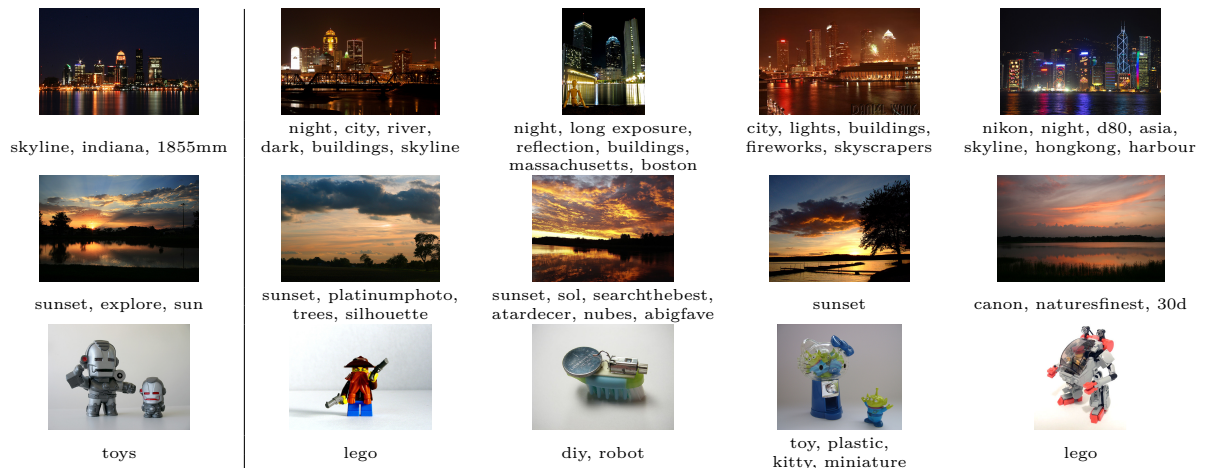 skyline, indiana, 1855mm
night, city, river,
dark, buildings, skyline
night, long exposure,
reflection, buildings,
massachusetts, boston
city, lights, buildings,
fireworks, skyscrapers
nikon, night, d80, asia,
skyline, hongkong, harbour
sunset, explore, sun
sunset, platinumphoto,
trees, silhouette
sunset, sol, searchthebest,
atardecer, nubes, abigfave
sunset
canon, naturesfinest, 30d
toys
lego
diy, robot
toy, plastic,
kitty, miniature
lego